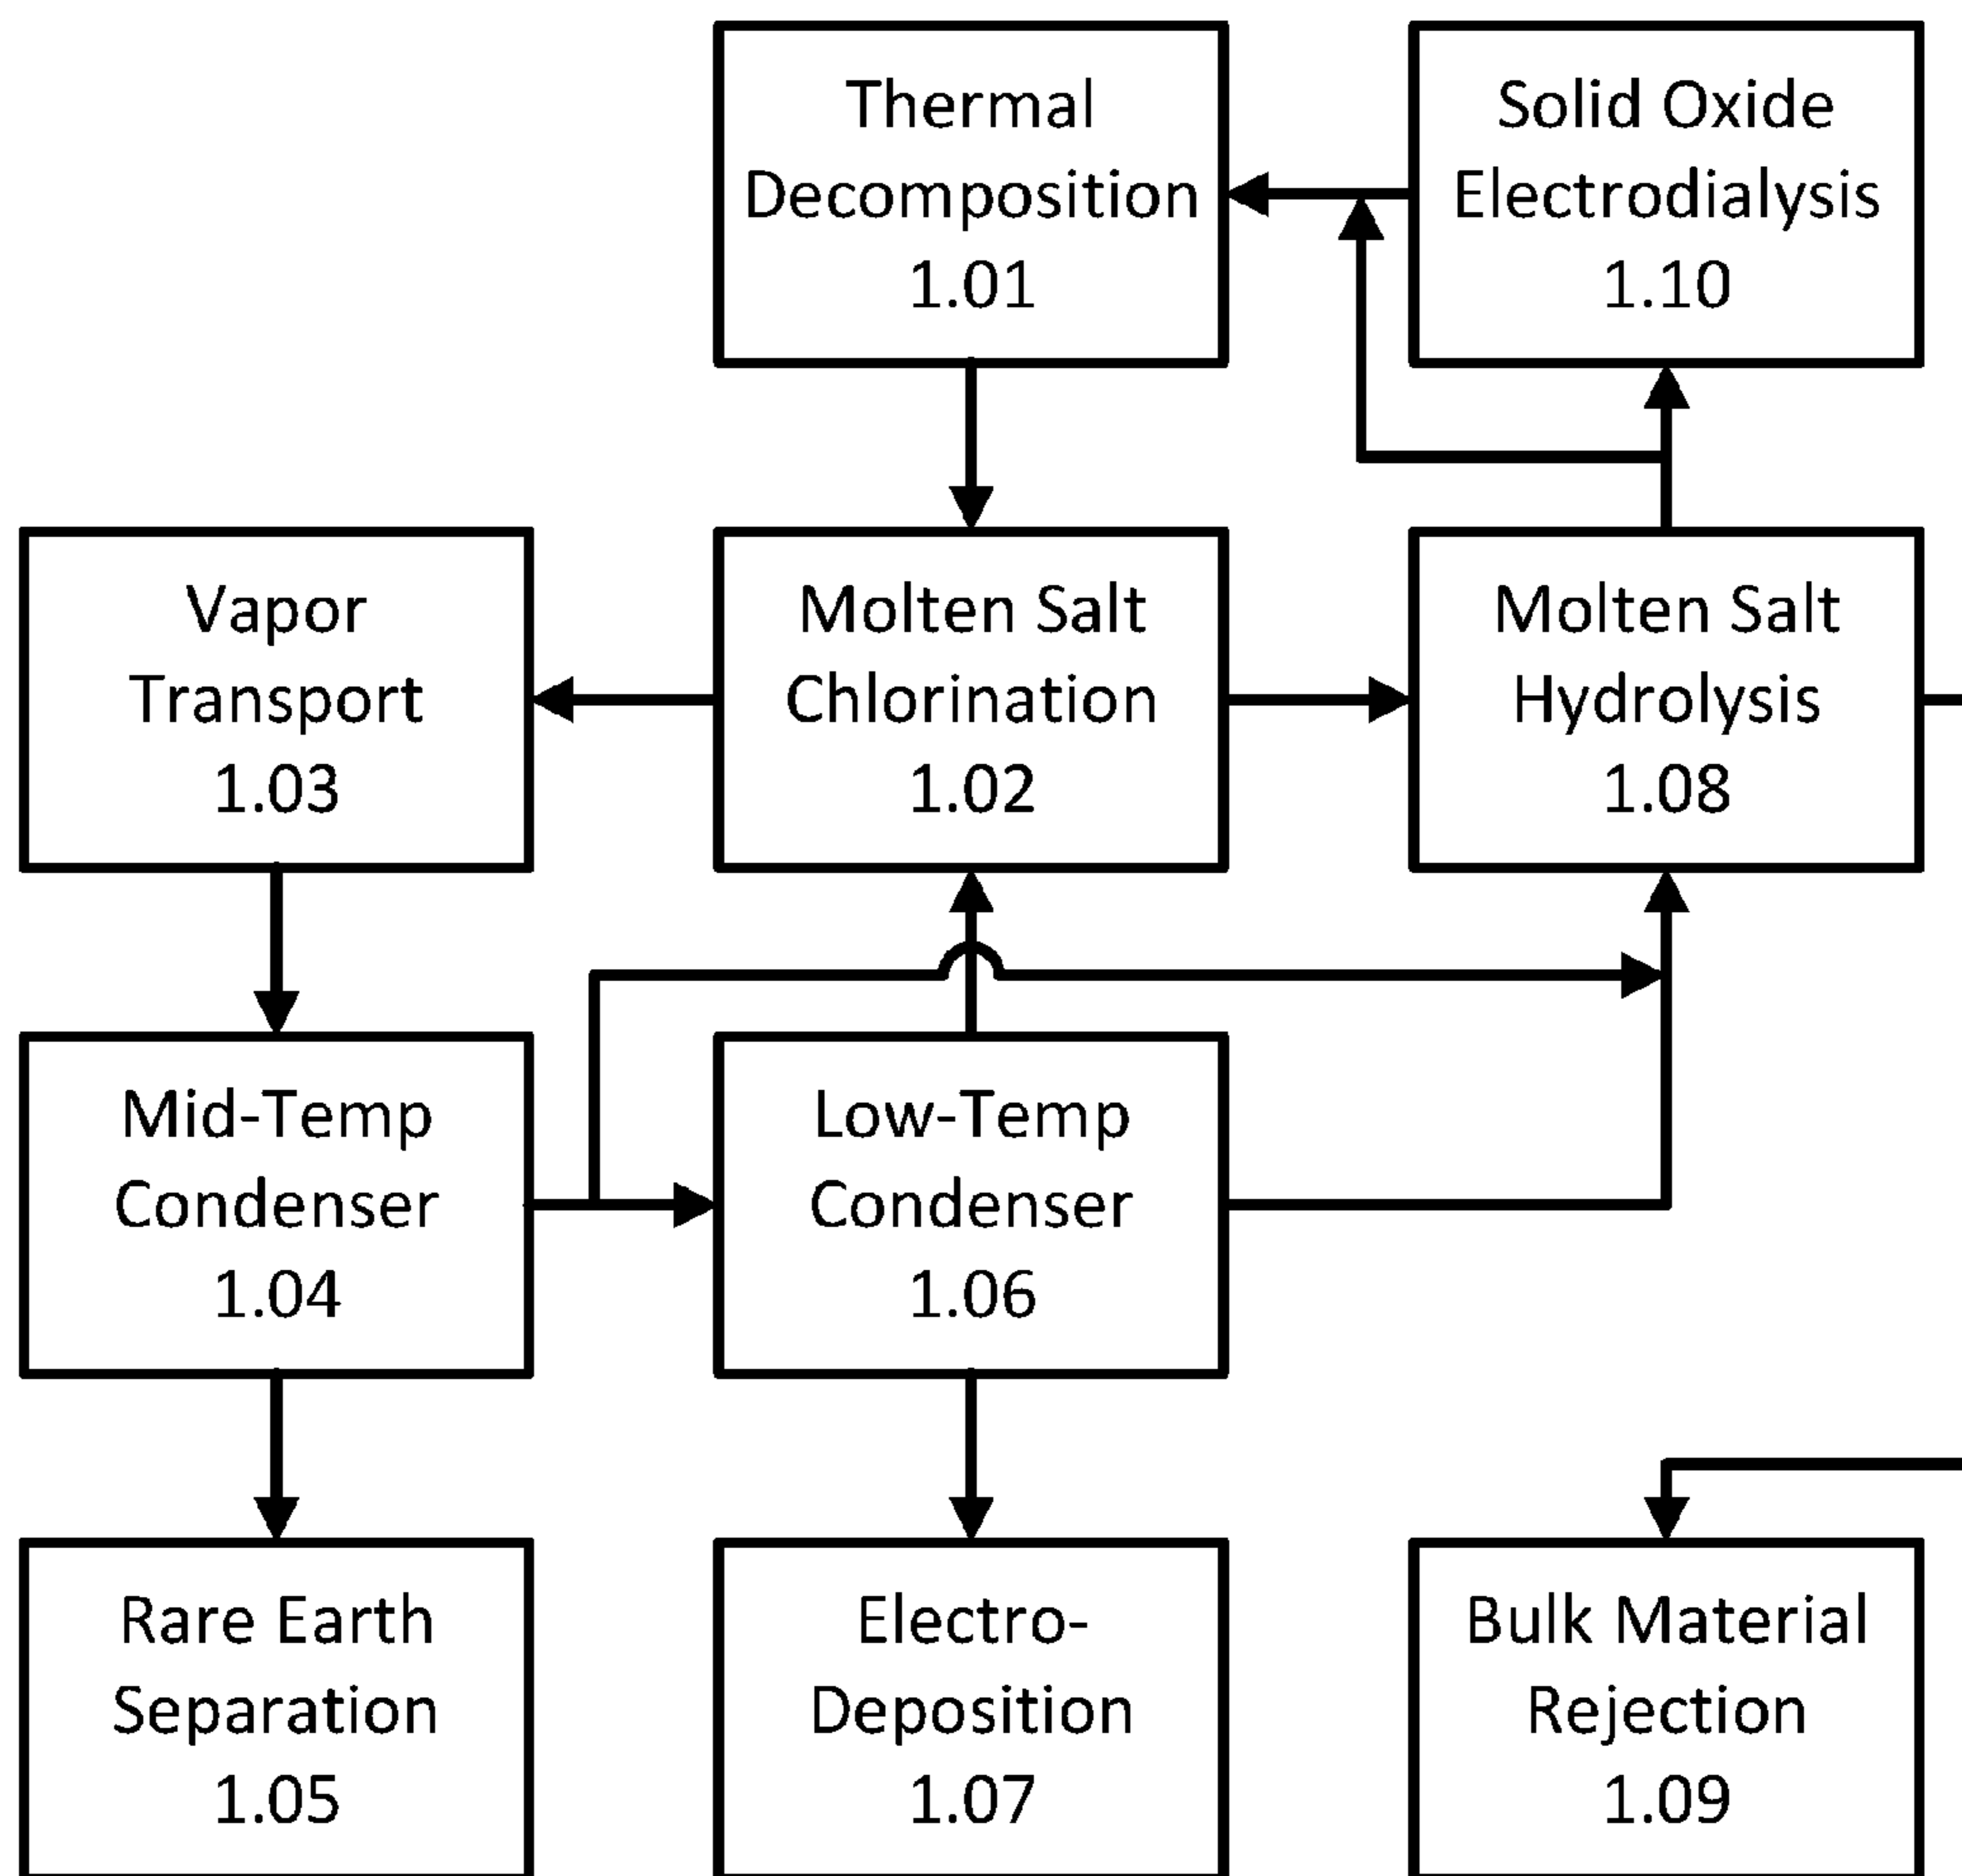 Thermal
Decomposition
1.01
Solid Oxide
Electrodialysis
1.10
Vapor
Transport
1.03
Molten Salt
Chlorination
1.02
Molten Salt
Hydrolysis
1.08
Mid-Temp
Condenser
1.04
Low-Temp
Condenser
1.06
Rare Earth
Separation
1.05
Electro-
Deposition
1.07
Bulk Material
Rejection
1.09